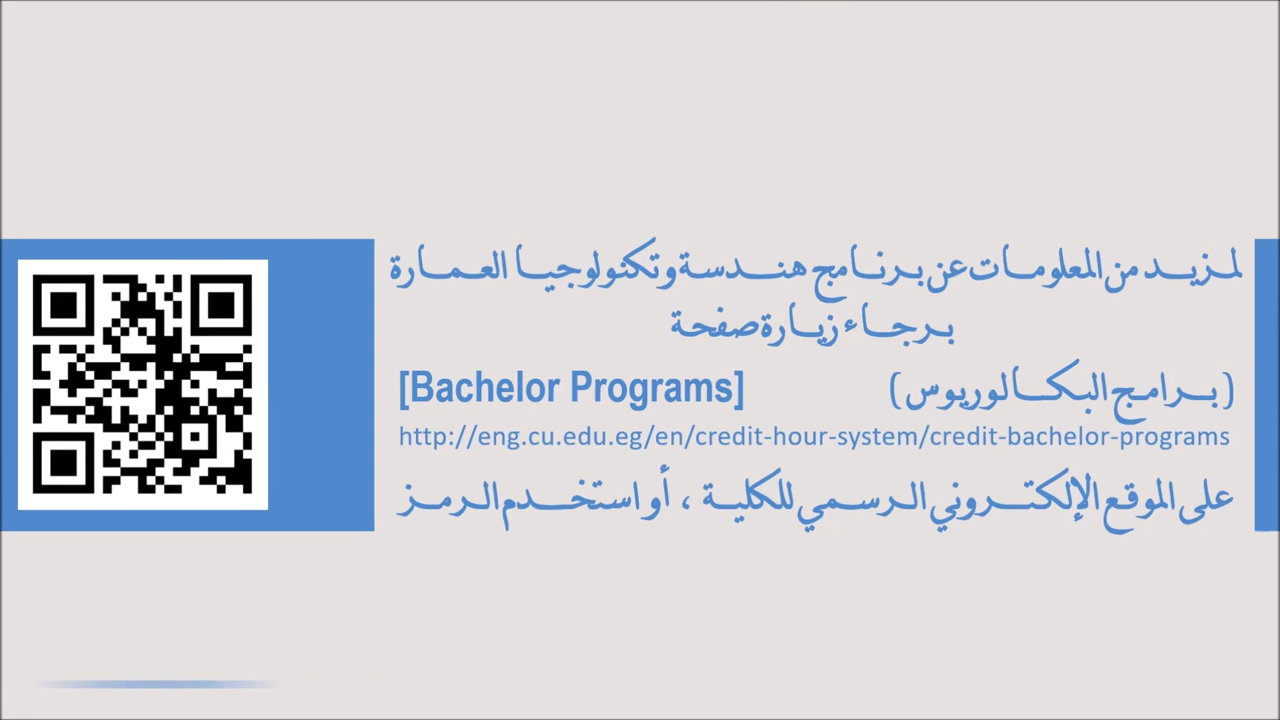 لمزيد من المعلومات عن برنامج هندسة وتكنولوجيا العمارة
برجاء زيارة صفحة
(برامج البكالوريوس) [Bachelor Programs]
http://eng.cu.edu.eg/en/credit-hour-system/credit-bachelor-programs
على الموقع الإلكتروني الرسمي للكلية ، أو استخدم الرمز